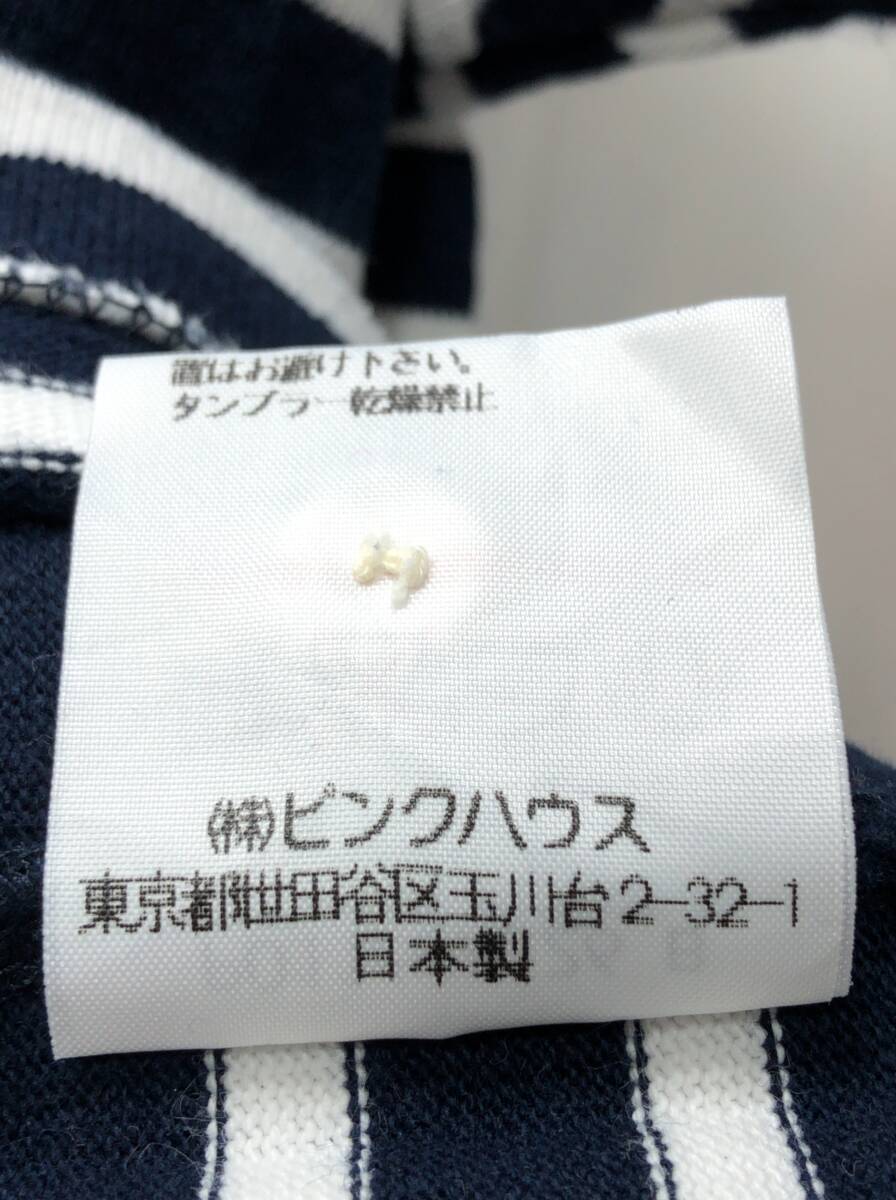 置はお避け下さい。
タンブラー乾燥禁止
㈱ピンクハウス
東京都世田谷区玉川台2-32-1
日本製